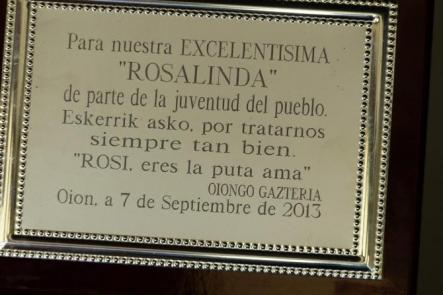 Para nuestra EXCELENTISIMA
"ROSALINDA"
de parte de la juventud del pueblo.
Eskerrik asko, por tratarnos
siempre tan bien.
"ROSI, eres la puta ama"
OIONGO GAZTERIA
Oion, a 7 de Septiembre de 2013